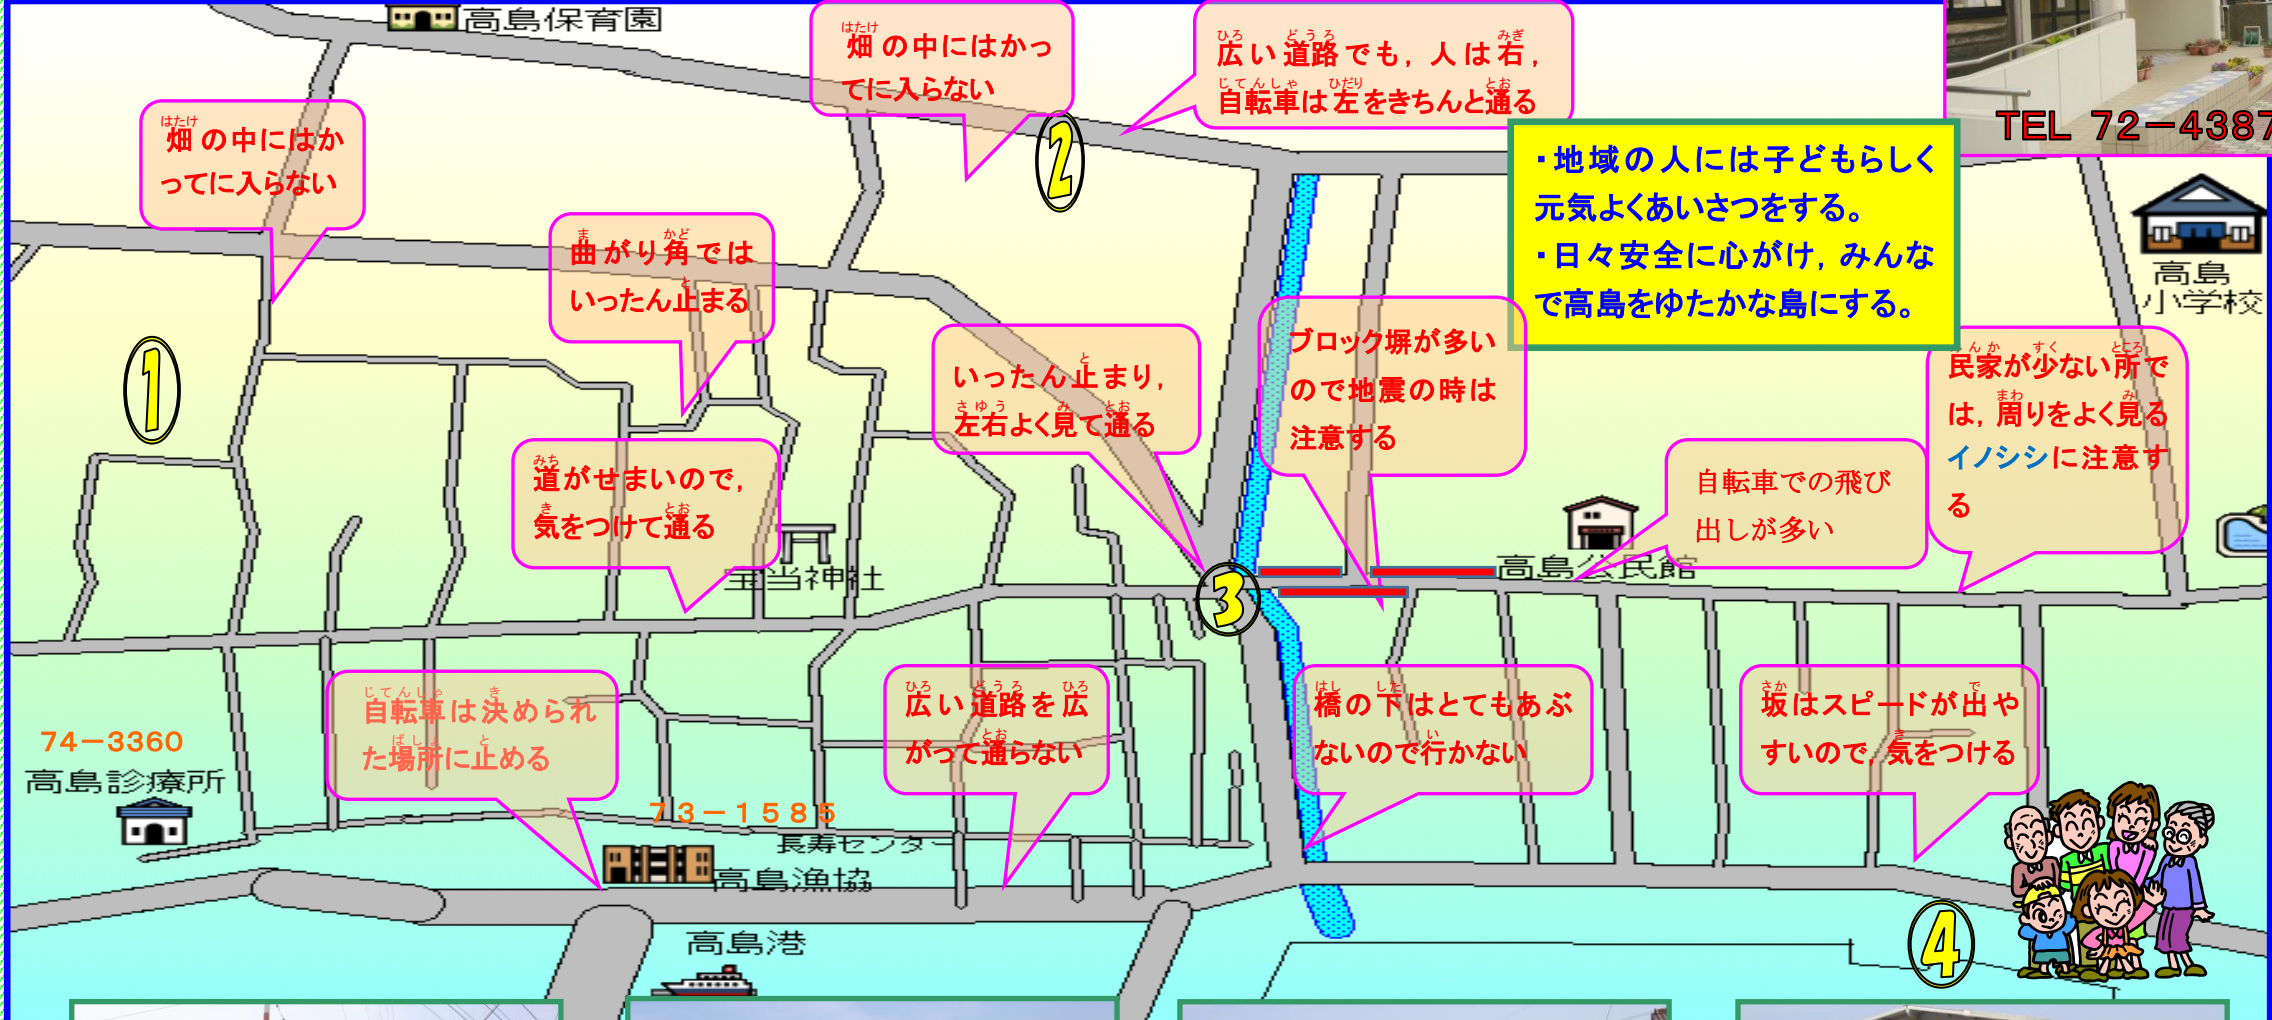 高島保育園
畑の中にはかっ
てに入らない
広い道路でも，人は右，
自転車は左をきちんと通る
TEL 72－4387
畑の中にはか
ってに入らない
2
・地域の人には子どもらしく
元気よくあいさつをする。
・日々安全に心がけ，みんな
で高島をゆたかな島にする。
高島
小学校
曲がり角では
いったん止まる
1
いったん止まり，
左右よく見て通る
ブロック塀が多い
ので地震の時は
注意する
民家が少ない所で
は，周りをよく見る
イノシシに注意す
る
道がせまいので，
気をつけて通る
自転車での飛び
出しが多い
宝当神社
高島公民館
3
自転車は決められ
た場所に止める
広い道路を広
がって通らない
橋の下はとてもあぶ
ないので行かない
坂はスピードが出や
すいので，気をつける
74－3360
高島診療所
73－1585
長寿センター
高島漁協
高島港
4